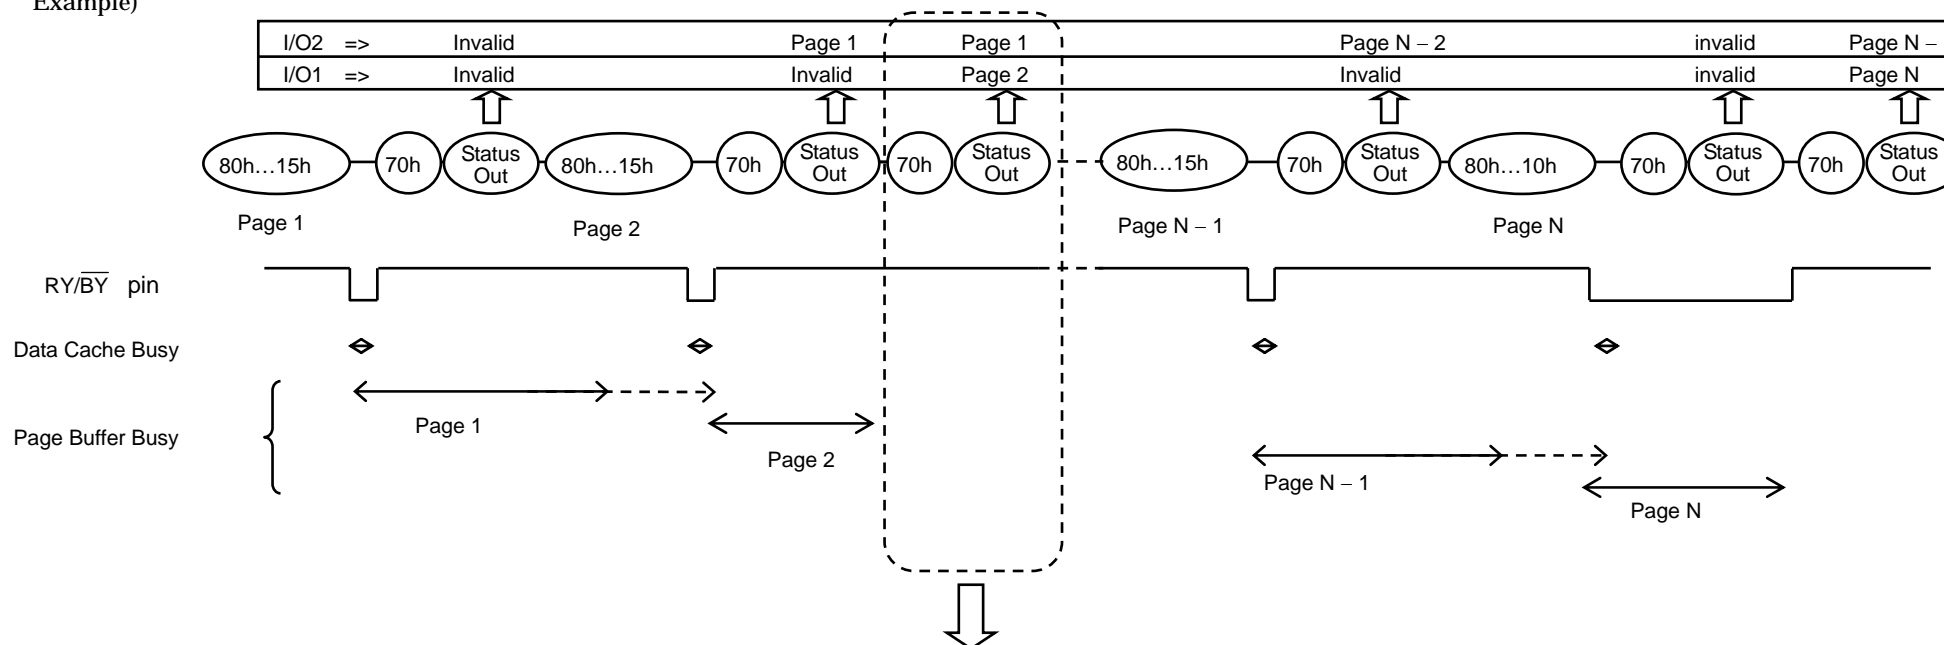 Example)
I/O2 => Invalid Page 1 Page 1 Page N − 2 invalid Page N −
I/O1 => Invalid Invalid Page 2 Invalid invalid Page N
80h…15h 70h Status Out 80h…15h 70h Status Out 70h Status Out 80h…15h 70h Status Out 80h…10h 70h Status Out 70h Status Out
Page 1 Page 2 Page N − 1 Page N
RY/BY pin
Data Cache Busy
Page 1
Page Buffer Busy
Page 2
Page N − 1
Page N